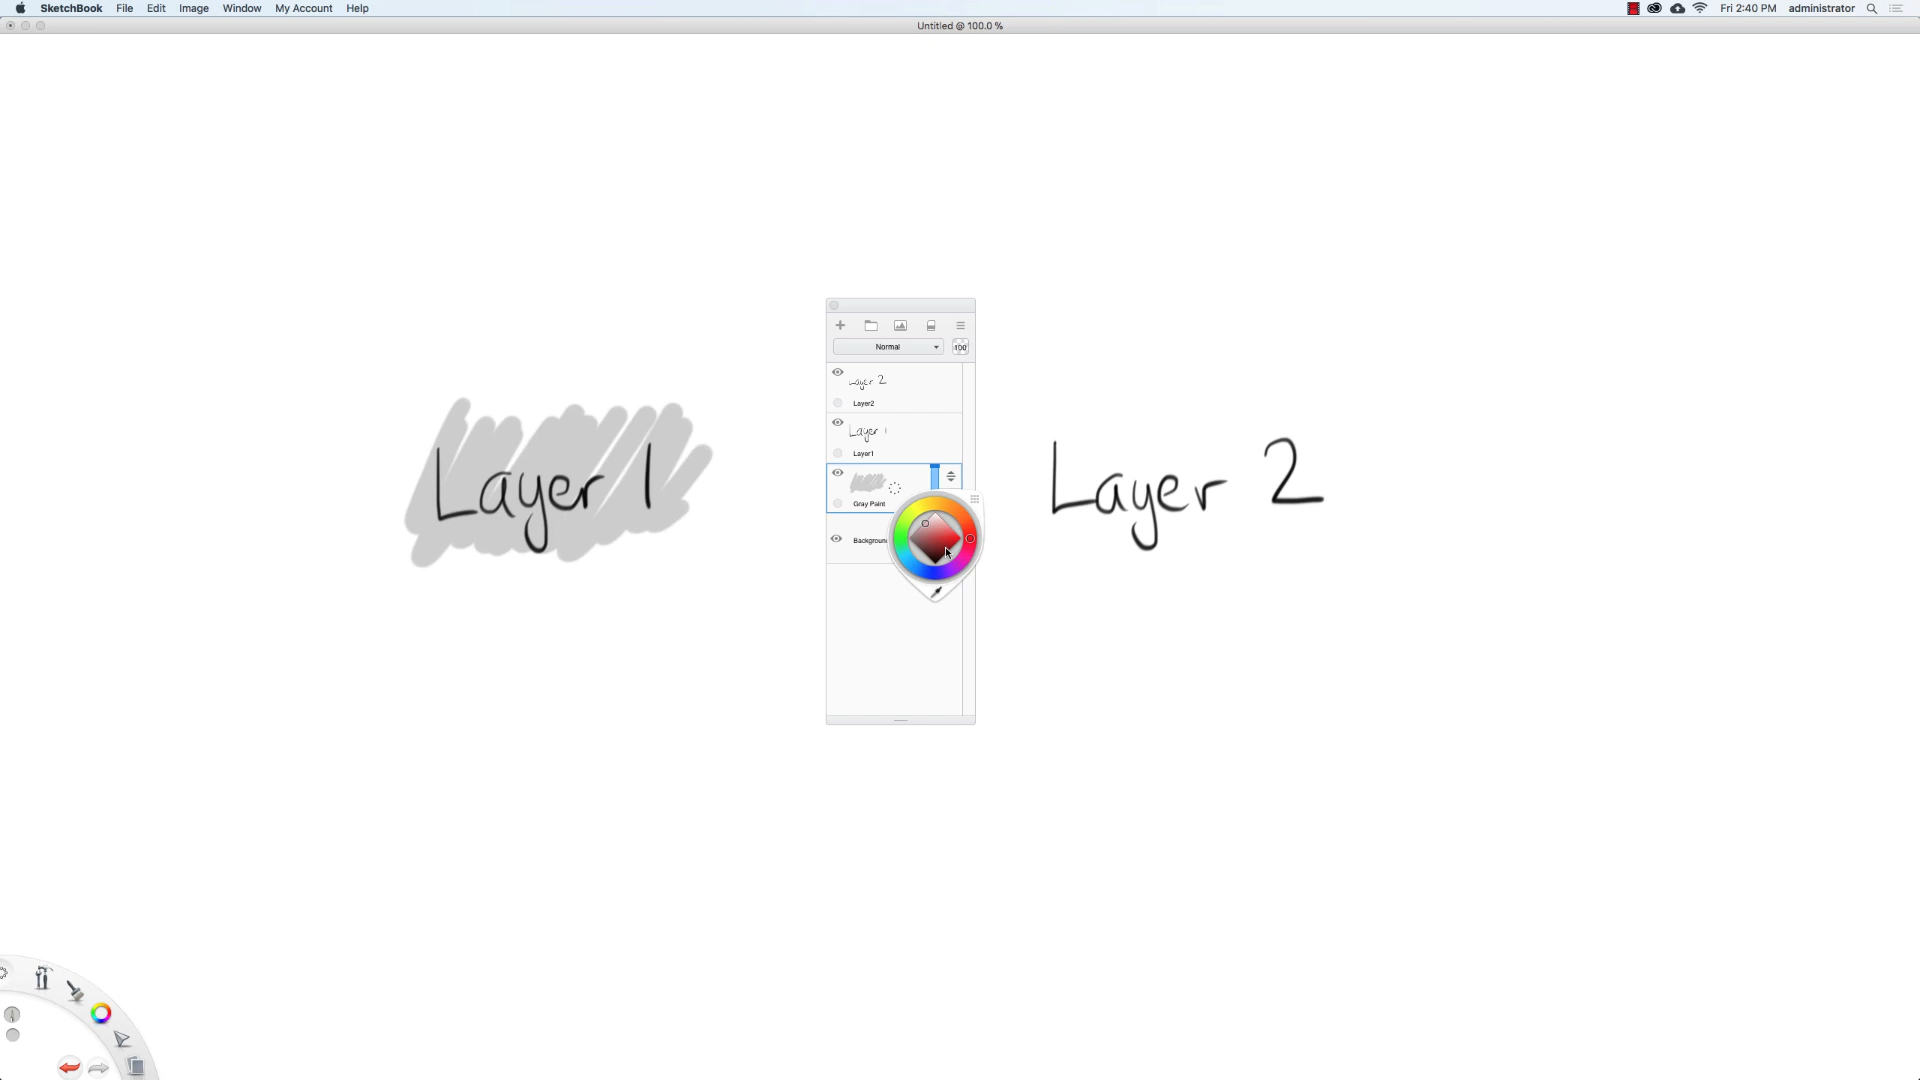 SketchBook File Edit Image Window My Account Help Fri 2:40 PM administrator
Untitled @ 100.0 %
Normal 100
Layer 2
Layer2
Layer 1
Layer1
Gray Paint
Background
Layer 1 Layer 2